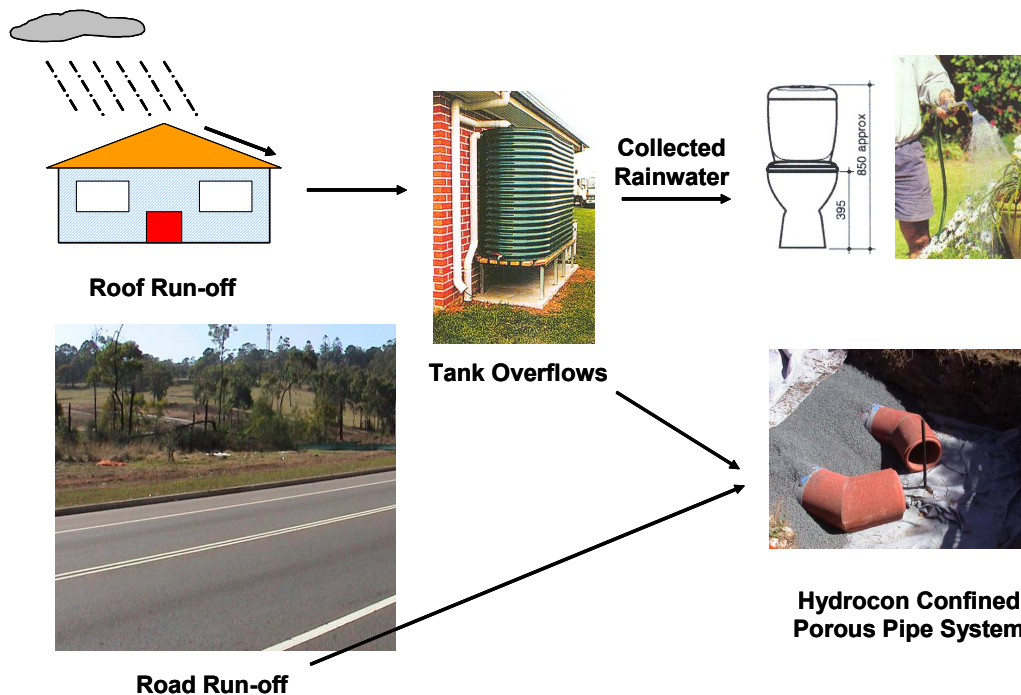 Collected
Rainwater
850 approx
395
Roof Run-off
Tank Overflows
Hydrocon Confined
Porous Pipe System
Road Run-off